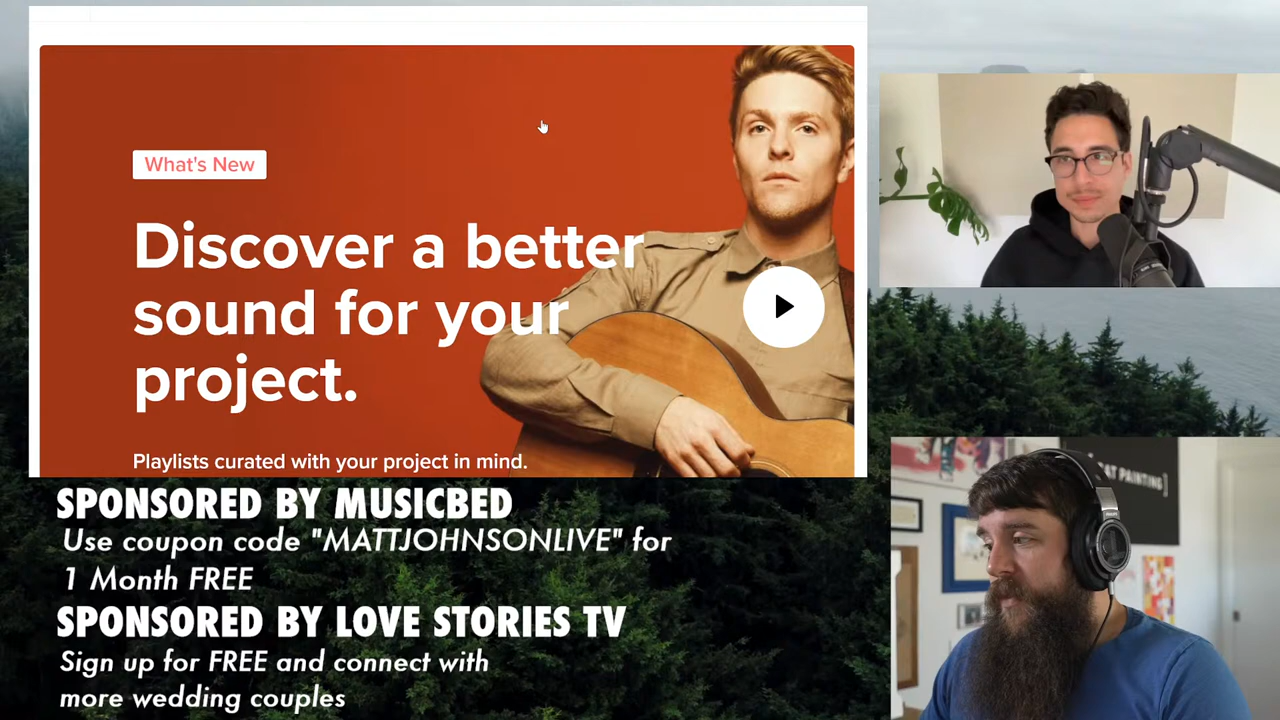 What's New
Discover a better
sound for your
project.
Playlists curated with your project in mind.
SPONSORED BY MUSICBED
Use coupon code "MATTJOHNSONLIVE" for
1 Month FREE
SPONSORED BY LOVE STORIES TV
Sign up for FREE and connect with
more wedding couples
PAINTING]